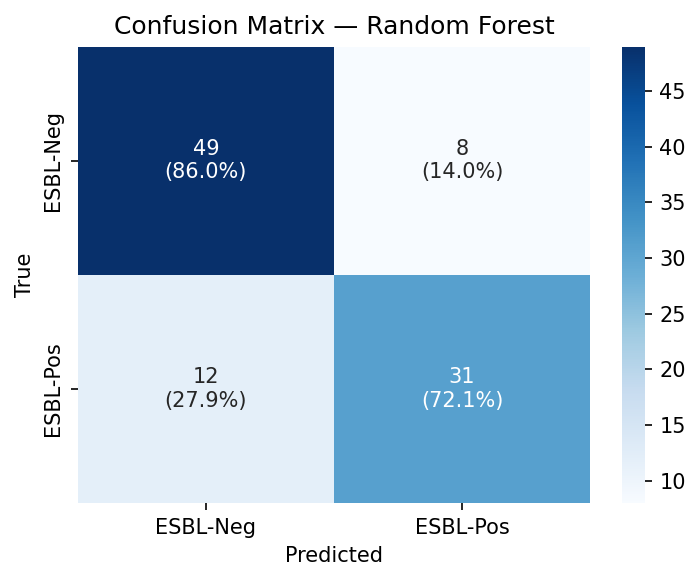 Confusion Matrix — Random Forest
True
ESBL-Neg
49
(86.0%)
8
(14.0%)
ESBL-Pos
12
(27.9%)
31
(72.1%)
ESBL-Neg
ESBL-Pos
Predicted
45
40
35
30
25
20
15
10